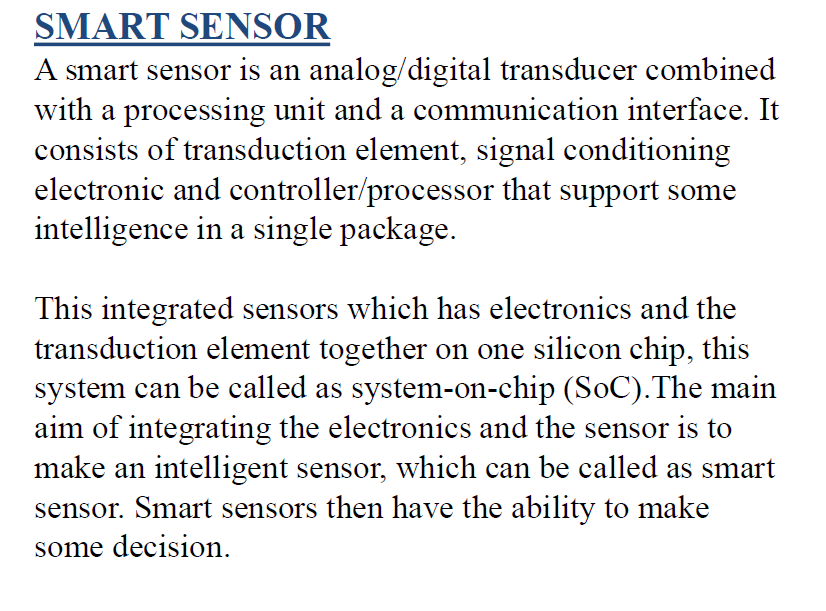 SMART SENSOR
A smart sensor is an analog/digital transducer combined
with a processing unit and a communication interface. It
consists of transduction element, signal conditioning
electronic and controller/processor that support some
intelligence in a single package.
This integrated sensors which has electronics and the
transduction element together on one silicon chip, this
system can be called as system-on-chip (SoC).The main
aim of integrating the electronics and the sensor is to
make an intelligent sensor, which can be called as smart
sensor. Smart sensors then have the ability to make
some decision.